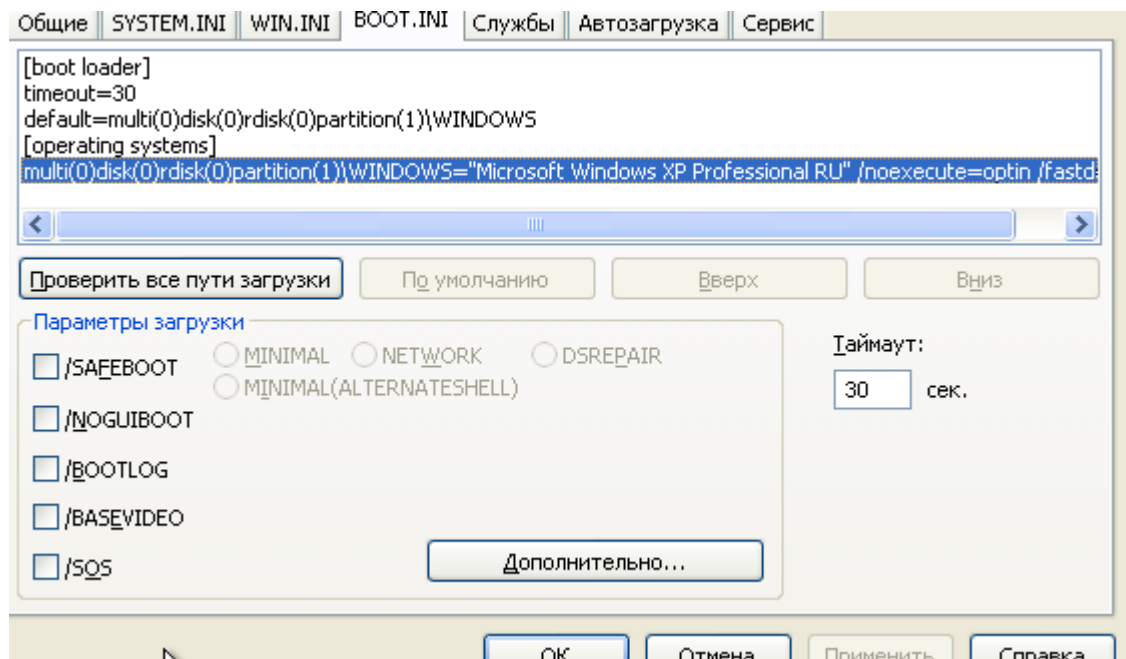 Общие SYSTEM.INI WIN.INI BOOT.INI Службы Автозагрузка Сервис
[boot loader]
timeout=30
default=multi(0)disk(0)rdisk(0)partition(1)\WINDOWS
[operating systems]
multi(0)disk(0)rdisk(0)partition(1)\WINDOWS="Microsoft Windows XP Professional RU" /noexecute=optin /fastd
Проверить все пути загрузки По умолчанию Вверх Вниз
Параметры загрузки
/SAFEBOOT MINIMAL NETWORK DSREPAIR
MINIMAL(ALTERNATESHELL)
/NOGUIBOOT
/BOOTLOG
/BASEVIDEO
/SOS
Дополнительно...
Таймаут:
30 сек.
ОК Отмена Применить Справка